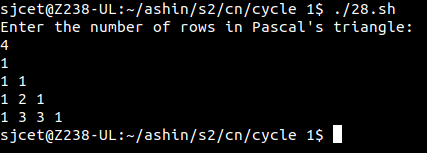 sjcet@Z238-UL:~/ashin/s2/cn/cycle 1$ ./28.sh
Enter the number of rows in Pascal's triangle:
4
1
1 1
1 2 1
1 3 3 1
sjcet@Z238-UL:~/ashin/s2/cn/cycle 1$